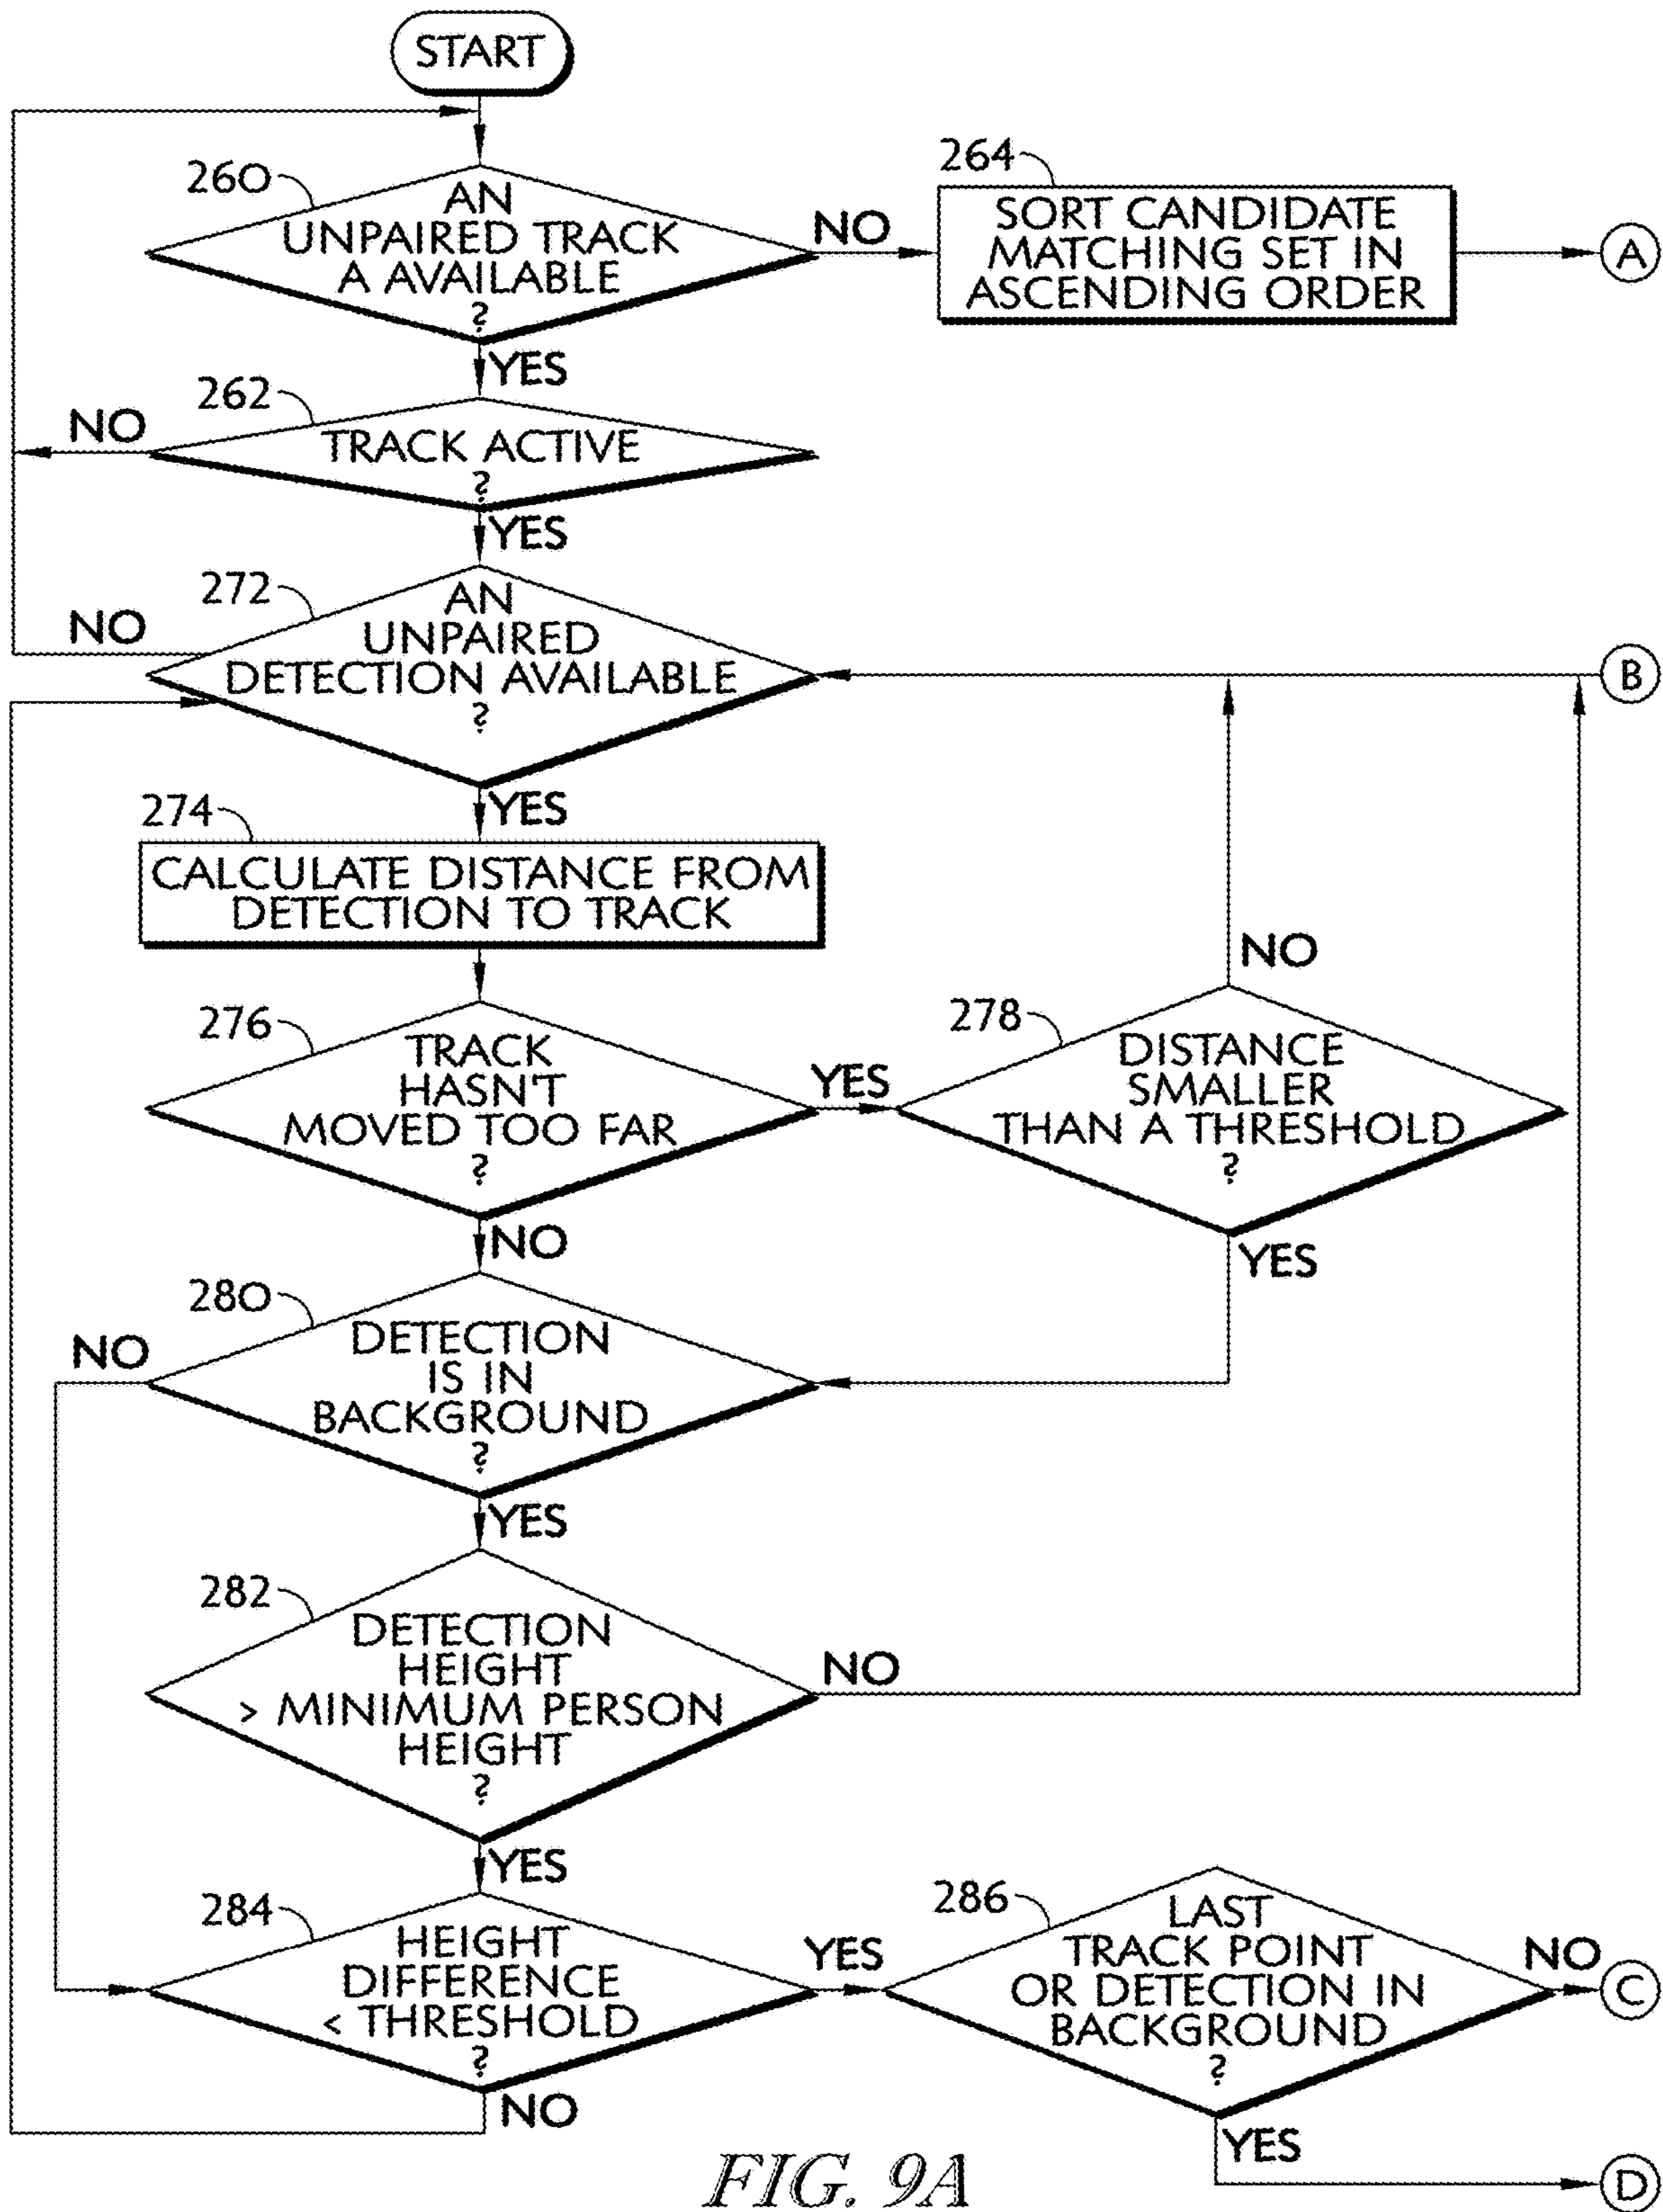 START
260
AN
UNPAIRED TRACK
A AVAILABLE
?
NO
264
SORT CANDIDATE
MATCHING SET IN
ASCENDING ORDER
A
YES
262
NO
TRACK ACTIVE
?
YES
272
NO
AN
UNPAIRED
DETECTION AVAILABLE
?
B
YES
274
CALCULATE DISTANCE FROM
DETECTION TO TRACK
276
TRACK
HASN'T
MOVED TOO FAR
?
YES
NO
278
DISTANCE
SMALLER
THAN A THRESHOLD
?
NO
YES
280
NO
DETECTION
IS IN
BACKGROUND
?
YES
282
DETECTION
HEIGHT
> MINIMUM PERSON
HEIGHT
?
NO
YES
284
HEIGHT
DIFFERENCE
< THRESHOLD
?
YES
NO
286
LAST
TRACK POINT
OR DETECTION IN
BACKGROUND
?
NO
C
YES
D
FIG. 9A